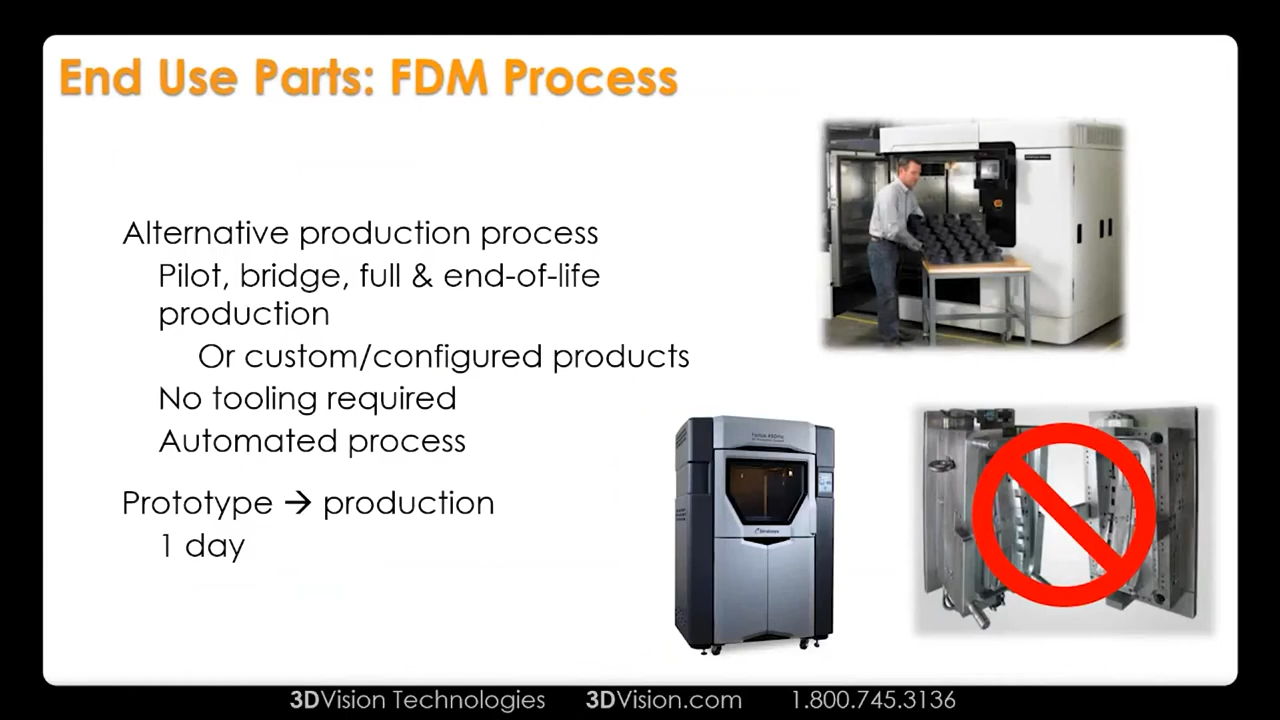 End Use Parts: FDM Process
Alternative production process
Pilot, bridge, full & end-of-life
production
Or custom/configured products
No tooling required
Automated process
Prototype → production
1 day
3DVision Technologies 3DVision.com 1.800.745.3136